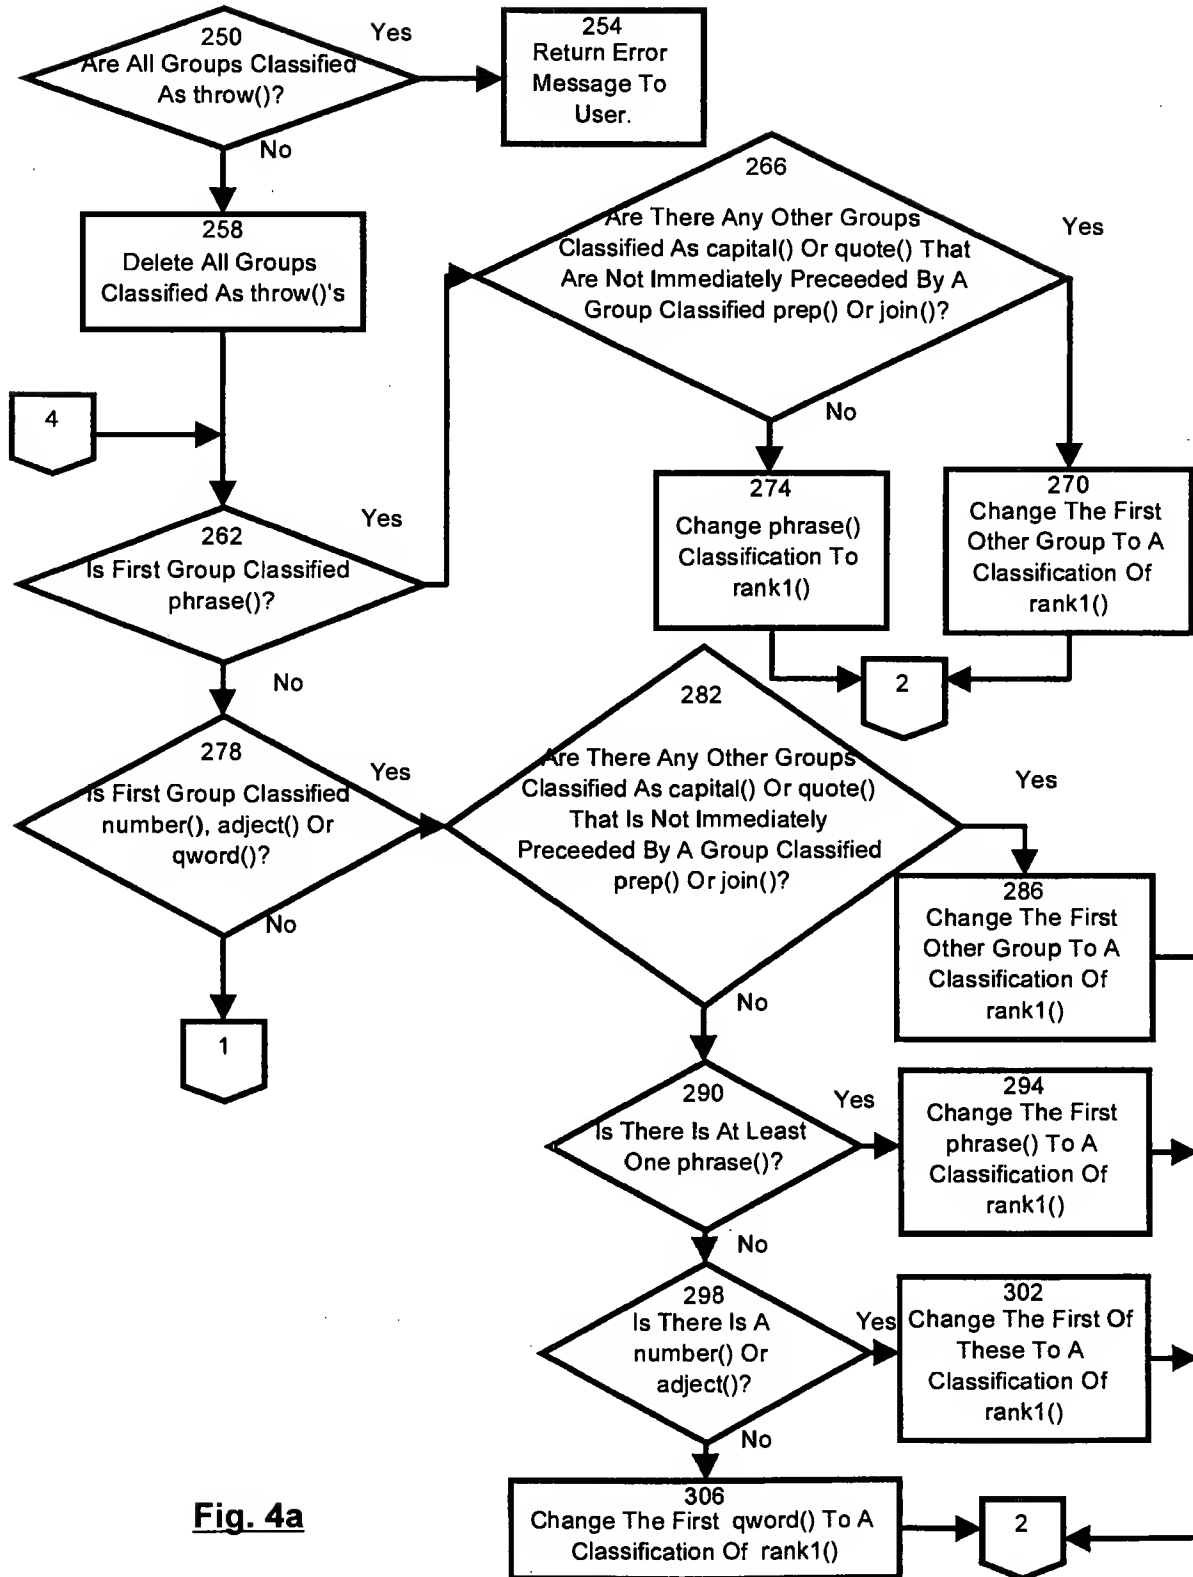 250
Are All Groups Classified
As throw()?
Yes
No
254
Return Error
Message To
User.
258
Delete All Groups
Classified As throw()'s
266
Are There Any Other Groups
Classified As capital() Or quote() That
Are Not Immediately Preceeded By A
Group Classified prep() Or join()?
Yes
No
4
262
Is First Group Classified
phrase()?
Yes
No
274
Change phrase()
Classification To
rank1()
270
Change The First
Other Group To A
Classification Of
rank1()
2
278
Is First Group Classified
number(), adject() Or
qword()?
Yes
No
1
282
Are There Any Other Groups
Classified As capital() Or quote()
That Is Not Immediately
Preceeded By A Group Classified
prep() Or join()?
Yes
No
286
Change The First
Other Group To A
Classification Of
rank1()
290
Is There Is At Least
One phrase()?
Yes
No
294
Change The First
phrase() To A
Classification Of
rank1()
298
Is There Is A
number() Or
adject()?
Yes
No
302
Change The First Of
These To A
Classification Of
rank1()
306
Change The First qword() To A
Classification Of rank1()
2
Fig. 4a